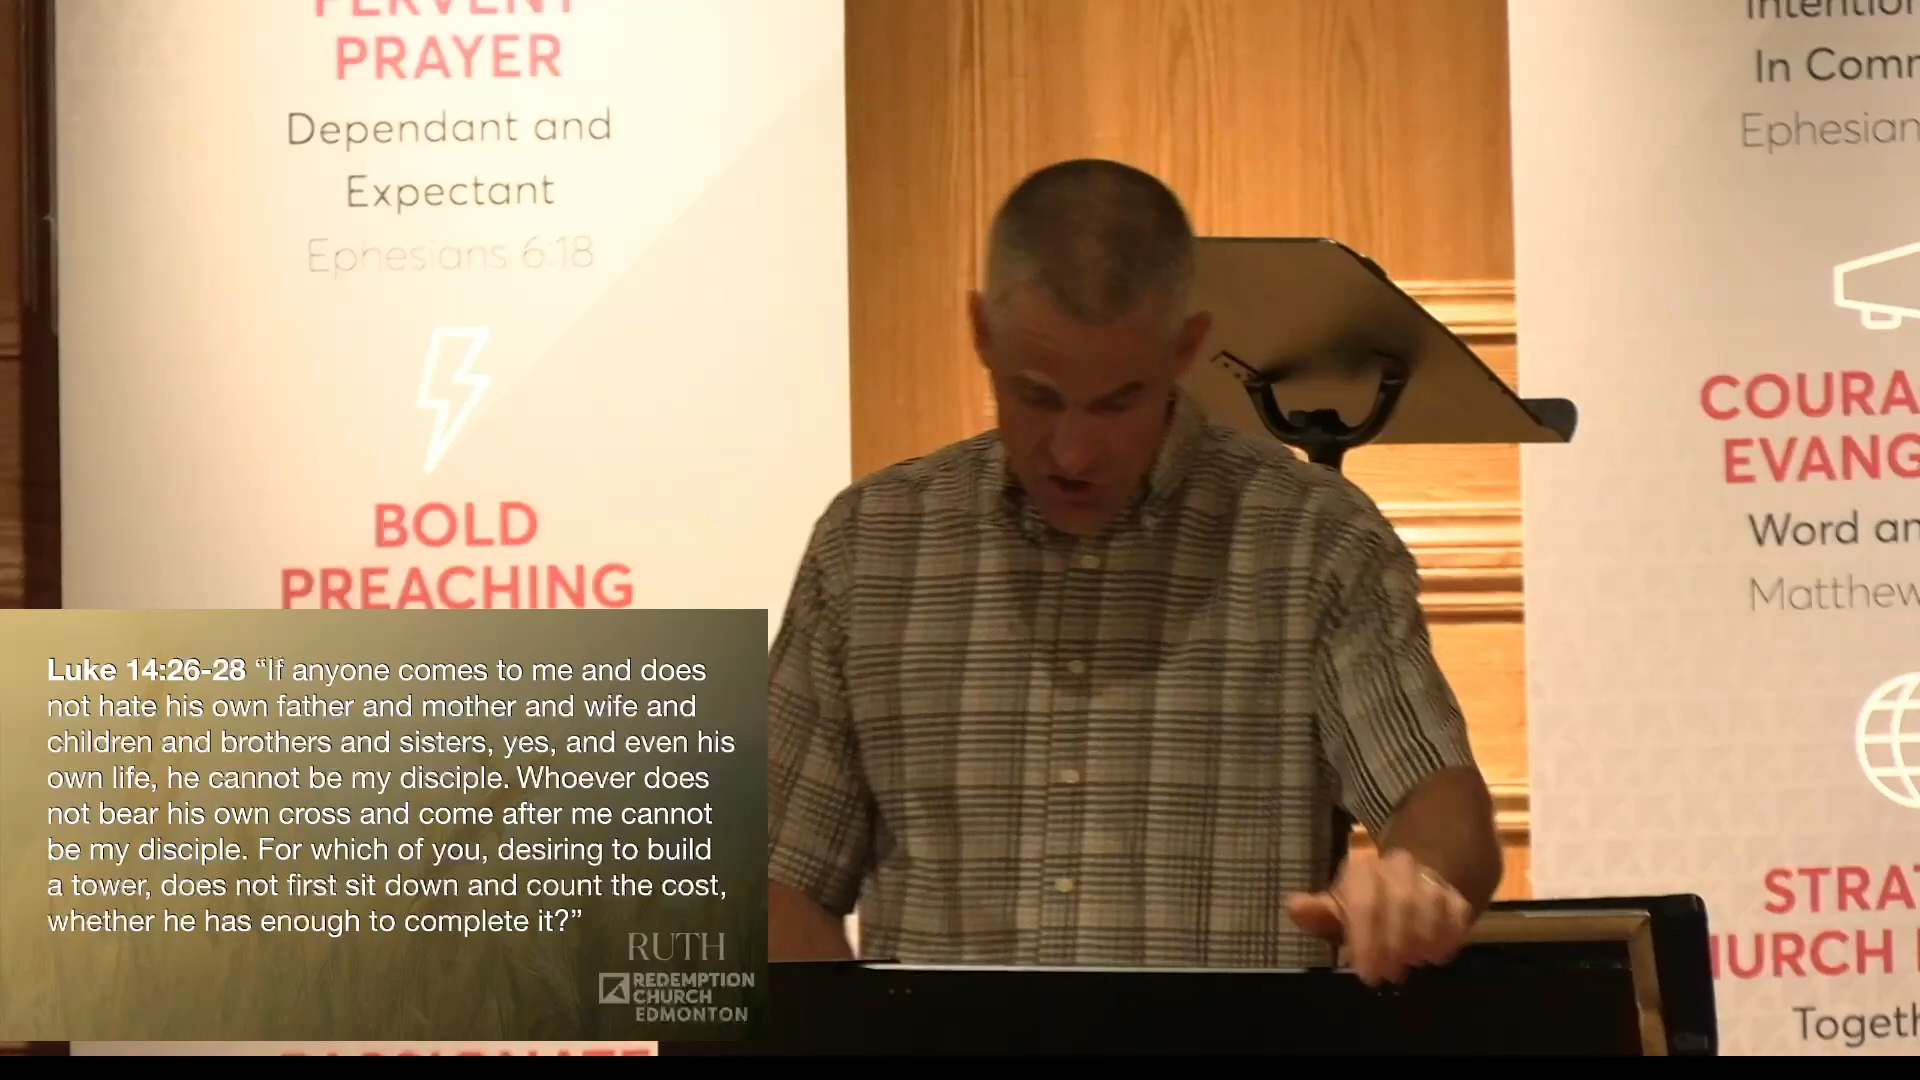 FERVENT
PRAYER
Dependant and
Expectant
Ephesians 6:18
BOLD
PREACHING
Luke 14:26-28 “If anyone comes to me and does
not hate his own father and mother and wife and
children and brothers and sisters, yes, and even his
own life, he cannot be my disciple. Whoever does
not bear his own cross and come after me cannot
be my disciple. For which of you, desiring to build
a tower, does not first sit down and count the cost,
whether he has enough to complete it?”
RUTH
REDEMPTION
CHURCH
EDMONTON
PASSIONATE
In Com
Ephesian
COURA
EVANG
Word an
Matthew
STRAT
HURCH
Togeth